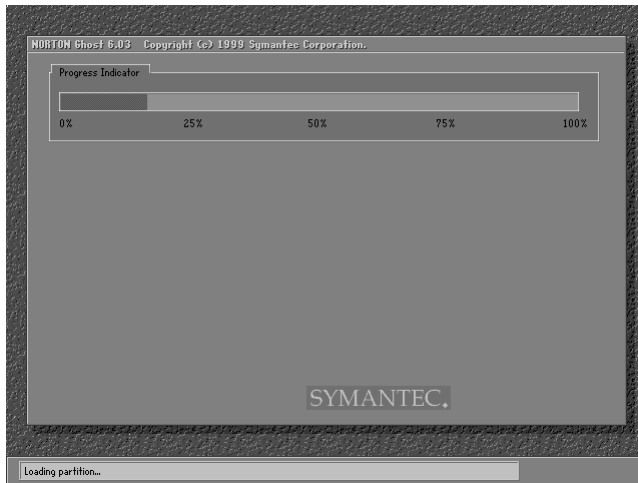 NORTON Ghost 6.03 Copyright (c) 1999 Symantec Corporation.
Progress Indicator
0% 25% 50% 75% 100%
SYMANTEC.
Loading partition...